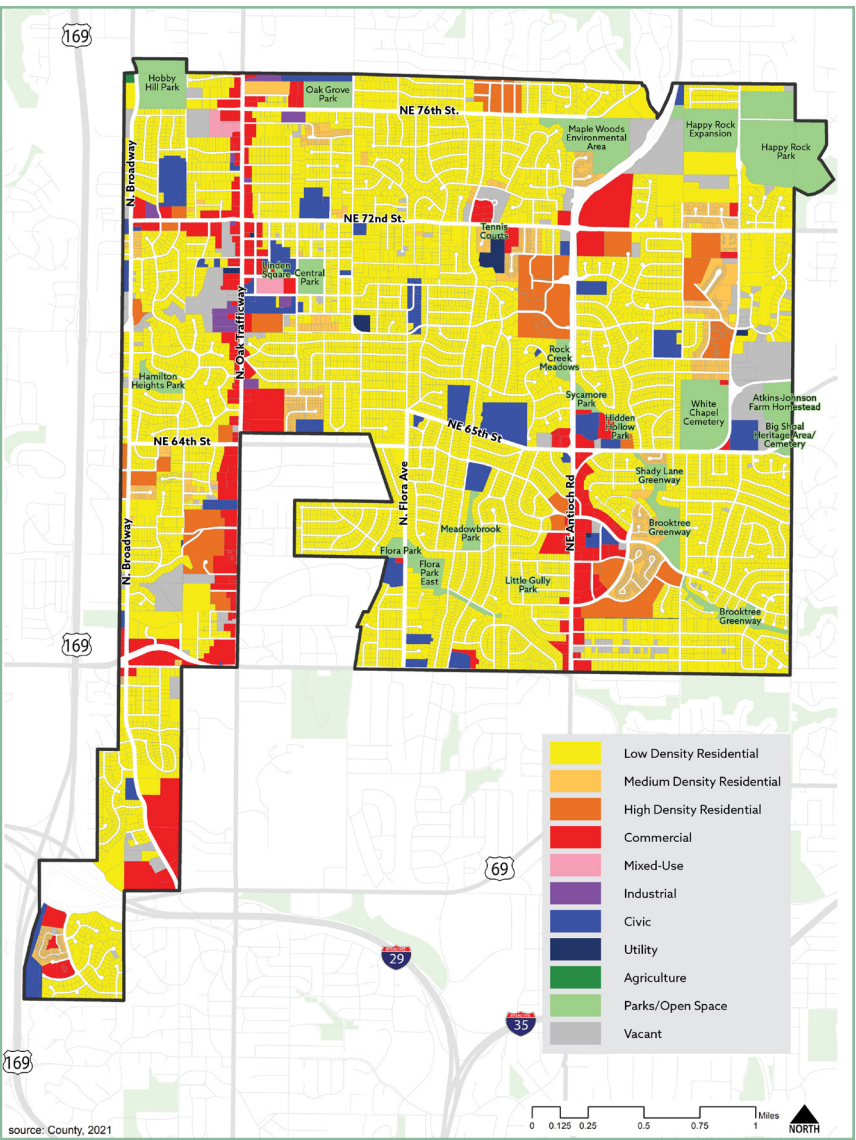 169
Hobby
Hill Park
Oak Grove
Park
NE 76th St.
Maple Woods
Environmental
Area
Happy Rock
Expansion
Happy Rock
Park
N. Broadway
NE 72nd St.
Tennis
Courts
Linden
Square
Central
Park
N. Oak Trafficway
Rock
Creek
Meadows
Hamilton
Heights Park
Sycamore
Park
Hidden
Hollow
Park
White
Chapel
Cemetery
Atkins-Johnson
Farm Homestead
Big Shoal
Heritage Area/
Cemetery
NE 65th St
NE 64th St
Shady Lane
Greenway
N. Flora Ave
NE Antioch Rd
Meadowbrook
Park
Brooktree
Greenway
N. Broadway
Flora Park
Flora
Park
East
Little Gully
Park
Brooktree
Greenway
169
Low Density Residential
Medium Density Residential
High Density Residential
Commercial
Mixed-Use
Industrial
Civic
Utility
Agriculture
Parks/Open Space
Vacant
69
INTERSTATE
29
INTERSTATE
35
169
source: County, 2021
0 0.125 0.25 0.5 0.75 1 Miles
NORTH